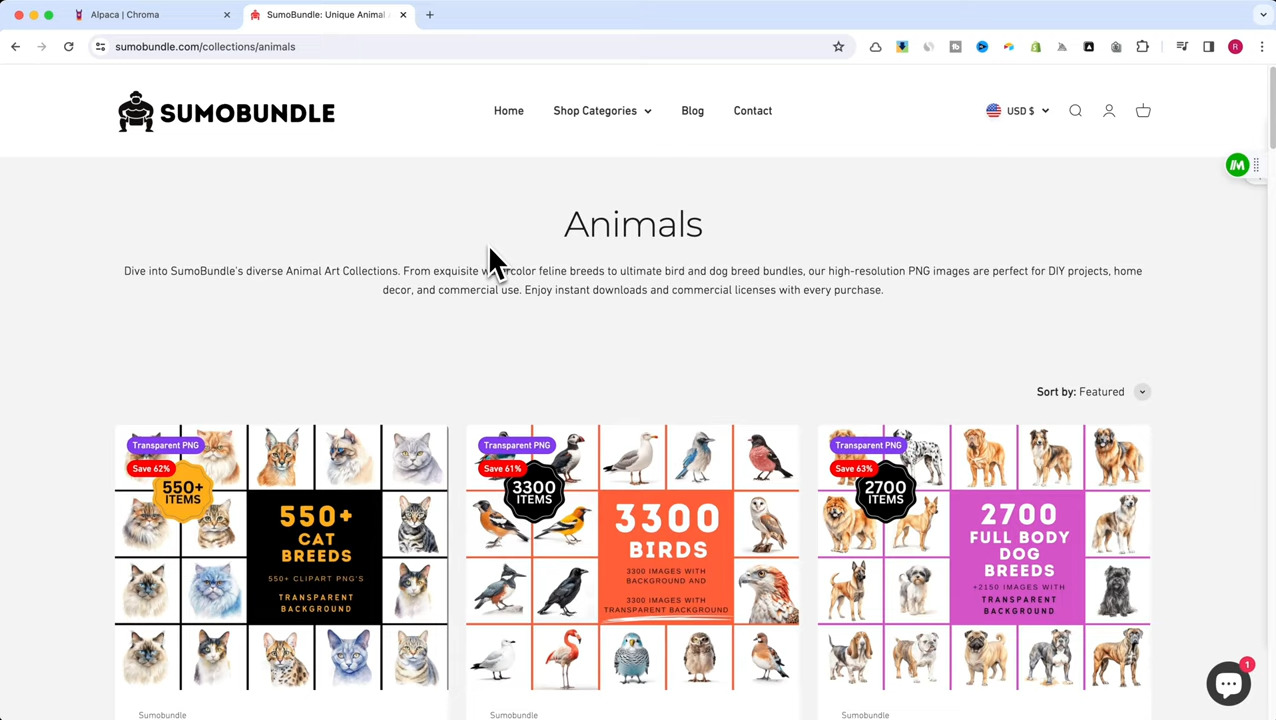 Alpaca | Chroma
SumoBundle: Unique Animal
sumobundle.com/collections/animals
SUMOBUNDLE
Home
Shop Categories
Blog
Contact
USD $
Animals
Dive into SumoBundle's diverse Animal Art Collections. From exquisite watercolor feline breeds to ultimate bird and dog breed bundles, our high-resolution PNG images are perfect for DIY projects, home
decor, and commercial use. Enjoy instant downloads and commercial licenses with every purchase.
Sort by: Featured
Transparent PNG
Save 62%
550+
ITEMS
550+
CAT
BREEDS
550+ CLIPART PNG'S
TRANSPARENT
BACKGROUND
Sumobundle
Transparent PNG
Save 61%
3300
ITEMS
3300
BIRDS
3300 IMAGES WITH
BACKGROUND AND
3300 IMAGES WITH
TRANSPARENT BACKGROUND
Sumobundle
Transparent PNG
Save 63%
2700
ITEMS
2700
FULL BODY
DOG
BREEDS
+2150 IMAGES WITH
TRANSPARENT
BACKGROUND
Sumobundle
1